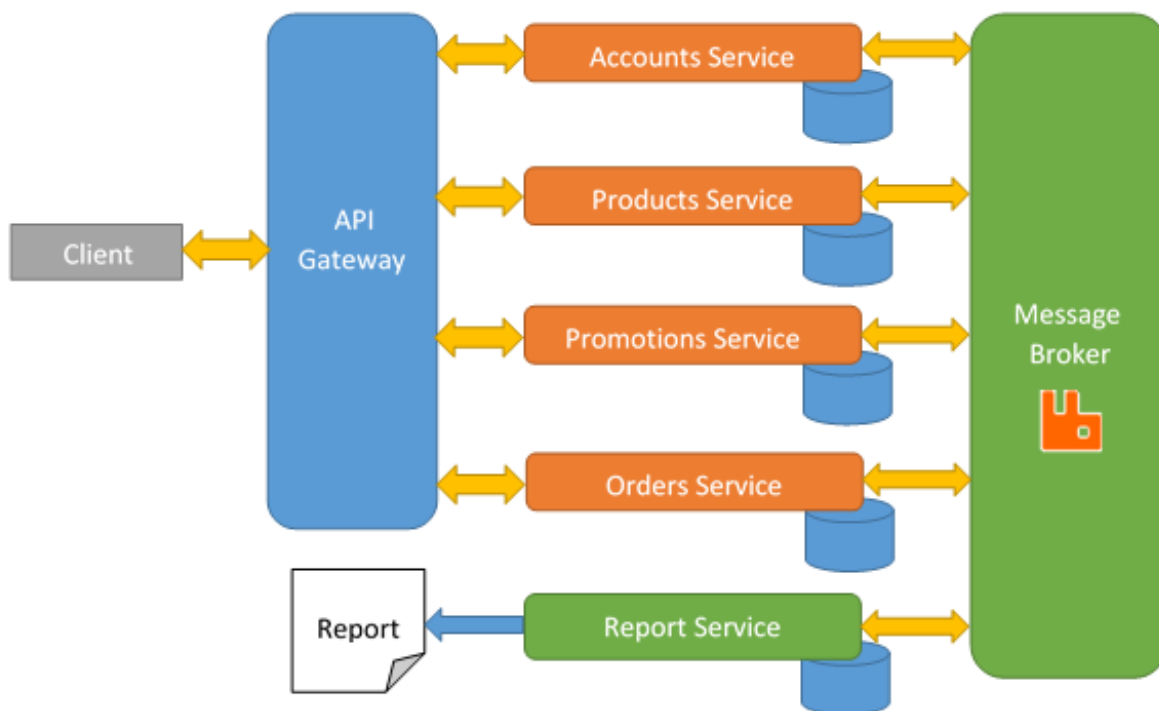 Accounts Service
Products Service
API
Gateway
Client
Promotions Service
Message
Broker
Orders Service
Report
Report Service